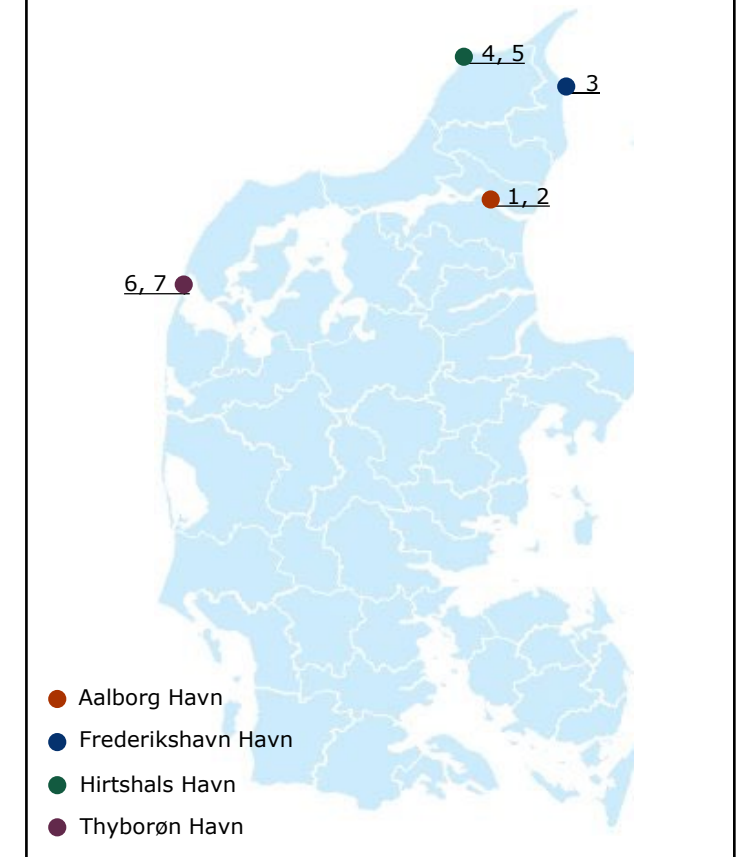 4, 5
3
1, 2
6, 7
Aalborg Havn
Frederikshavn Havn
Hirtshals Havn
Thyborøn Havn